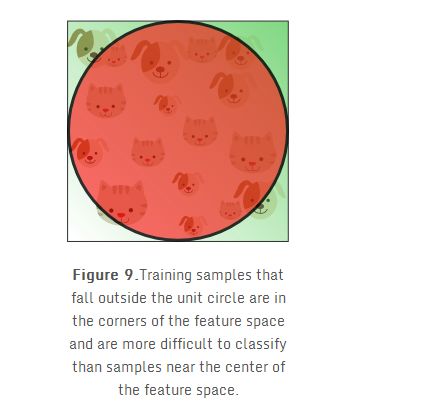 Figure 9.Training samples that
fall outside the unit circle are in
the corners of the feature space
and are more difficult to classify
than samples near the center of
the feature space.